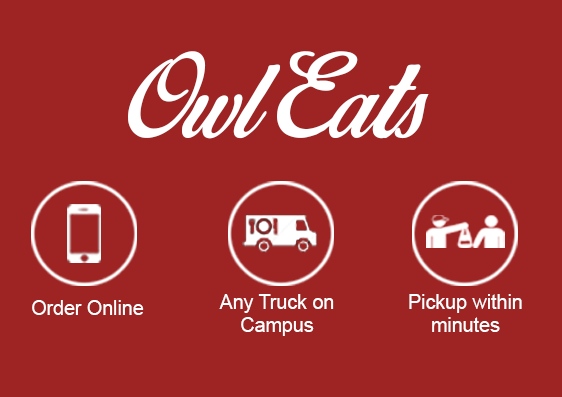 Owl Eats
Order Online
Any Truck on
Campus
Pickup within
minutes